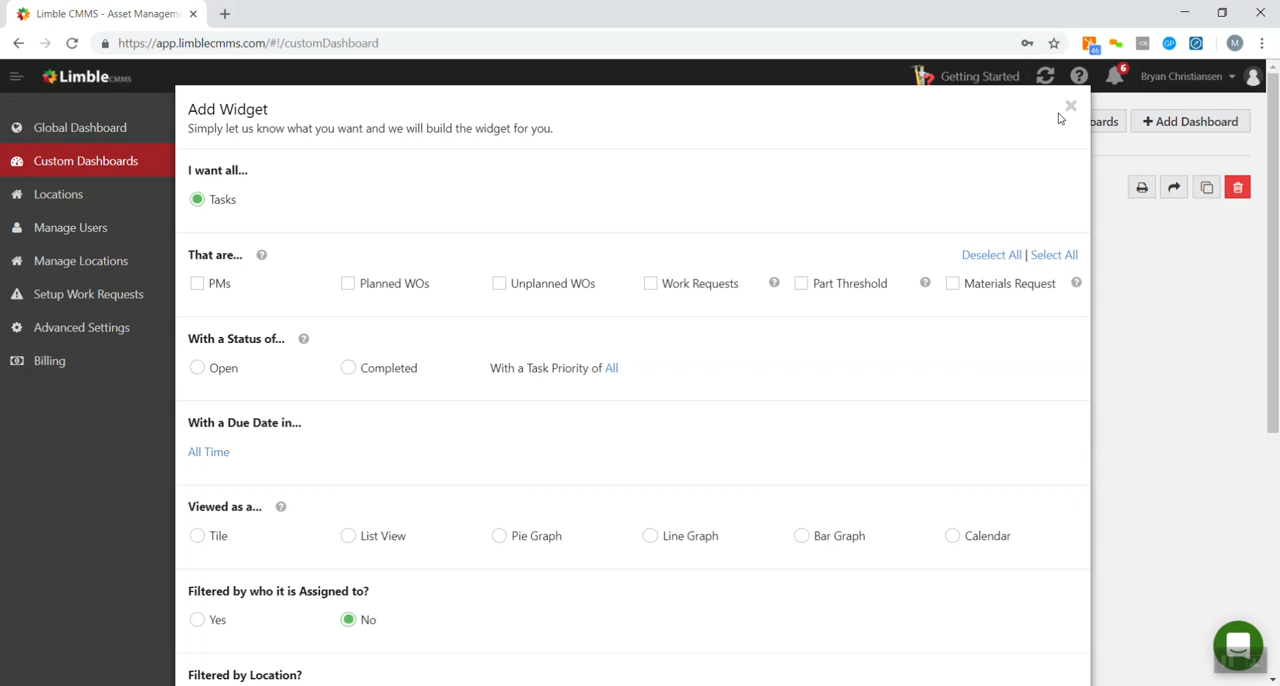 Limble CMMS - Asset Managem
https://app.limblecmms.com/#!/customDashboard
46
GP
M
Limble CMMS
Getting Started
6
Bryan Christiansen
Global Dashboard
Custom Dashboards
Locations
Manage Users
Manage Locations
Setup Work Requests
Advanced Settings
Billing
oards
Add Dashboard
Add Widget
Simply let us know what you want and we will build the widget for you.
I want all...
Tasks
That are...
Deselect All | Select All
PMs Planned WOs Unplanned WOs Work Requests Part Threshold Materials Request
With a Status of...
Open Completed With a Task Priority of All
With a Due Date in...
All Time
Viewed as a...
Tile List View Pie Graph Line Graph Bar Graph Calendar
Filtered by who it is Assigned to?
Yes No
Filtered by Location?